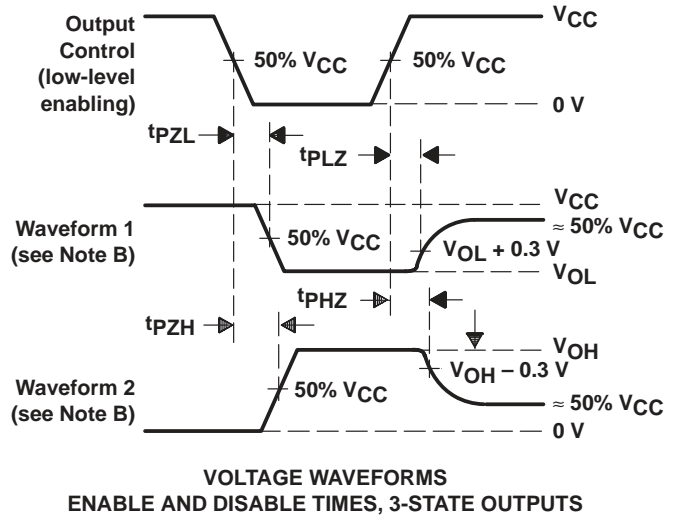 Output
Control
(low-level
enabling)
VCC
50% VCC
50% VCC
0 V
tPZL
tPLZ
VCC
Waveform 1
(see Note B)
50% VCC
≈ 50% VCC
VOL + 0.3 V
VOL
tPHZ
tPZH
VOH
VOH – 0.3 V
Waveform 2
(see Note B)
50% VCC
≈ 50% VCC
0 V
VOLTAGE WAVEFORMS
ENABLE AND DISABLE TIMES, 3-STATE OUTPUTS